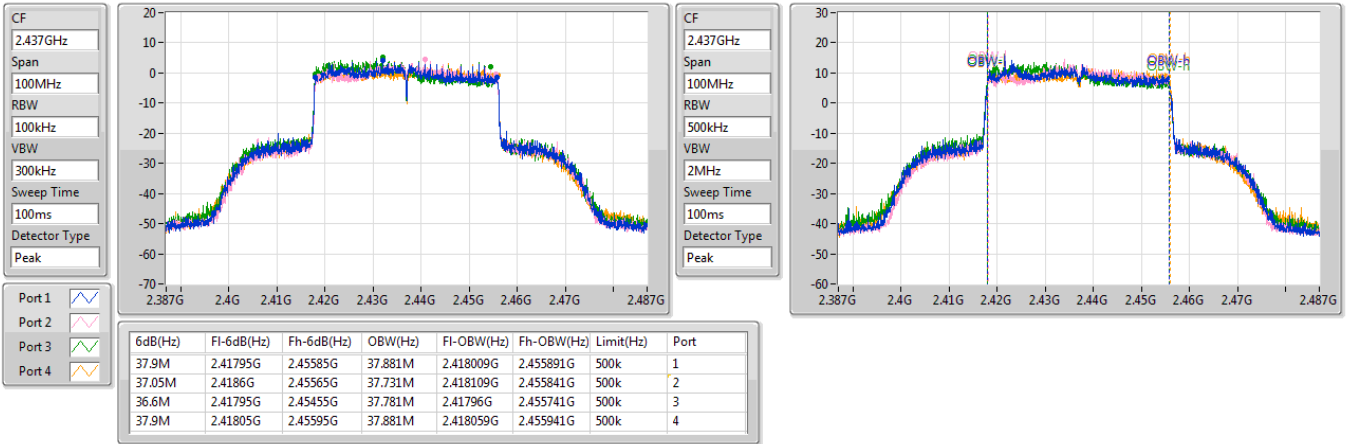 CF
2.437GHz
Span
100MHz
RBW
100kHz
VBW
300kHz
Sweep Time
100ms
Detector Type
Peak
20
10
0
-10
-20
-30
-40
-50
-60
-70
2.387G 2.4G 2.41G 2.42G 2.43G 2.44G 2.45G 2.46G 2.47G 2.487G
CF
2.437GHz
Span
100MHz
RBW
500kHz
VBW
2MHz
Sweep Time
100ms
Detector Type
Peak
30
20
10
0
-10
-20
-30
-40
-50
-60
OBW-l OBW-h
2.387G 2.4G 2.41G 2.42G 2.43G 2.44G 2.45G 2.46G 2.47G 2.487G
Port 1
Port 2
Port 3
Port 4
6dB(Hz) Fl-6dB(Hz) Fh-6dB(Hz) OBW(Hz) Fl-OBW(Hz) Fh-OBW(Hz) Limit(Hz) Port
37.9M 2.41795G 2.45585G 37.881M 2.418009G 2.455891G 500k 1
37.05M 2.4186G 2.45565G 37.731M 2.418109G 2.455841G 500k 2
36.6M 2.41795G 2.45455G 37.781M 2.41796G 2.455741G 500k 3
37.9M 2.41805G 2.45595G 37.881M 2.418059G 2.455941G 500k 4